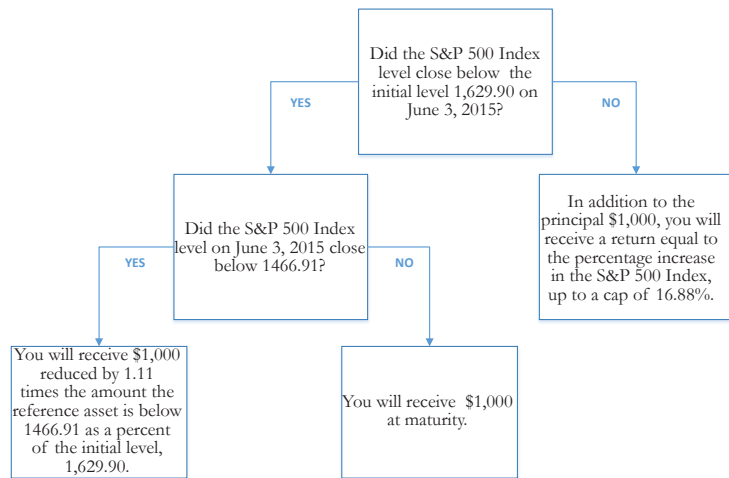 Did the S&P 500 Index
level close below the
initial level 1,629.90 on
June 3, 2015?
YES
NO
Did the S&P 500 Index
level on June 3, 2015 close
below 1466.91?
In addition to the
principal $1,000, you will
receive a return equal to
the percentage increase
in the S&P 500 Index,
up to a cap of 16.88%.
YES
NO
You will receive $1,000
reduced by 1.11
times the amount the
reference asset is below
1466.91 as a percent
of the initial level,
1,629.90.
You will receive $1,000
at maturity.